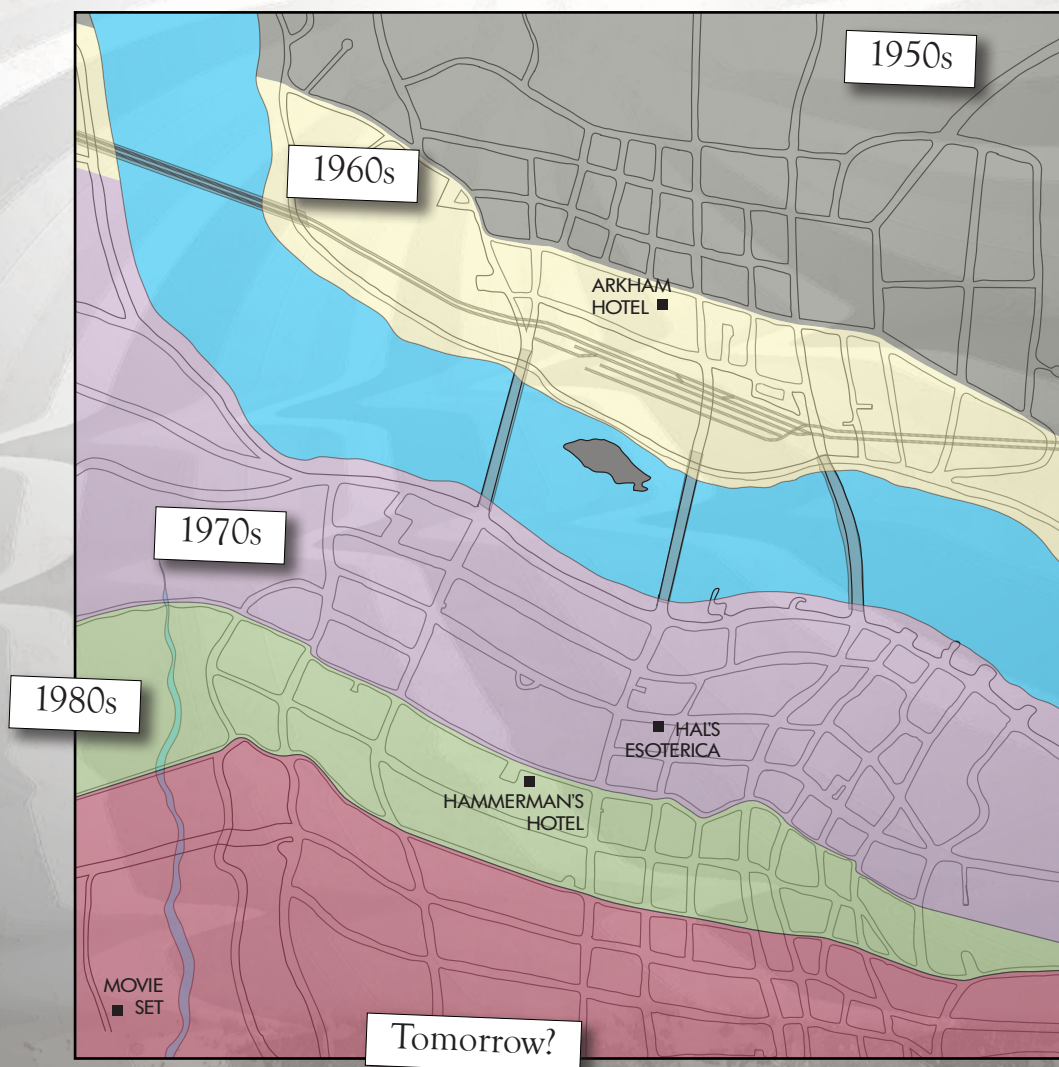 1950s
1960s
ARKHAM
HOTEL
1970s
1980s
HAL'S
ESOTERICA
HAMMERMAN'S
HOTEL
MOVIE
SET
Tomorrow?